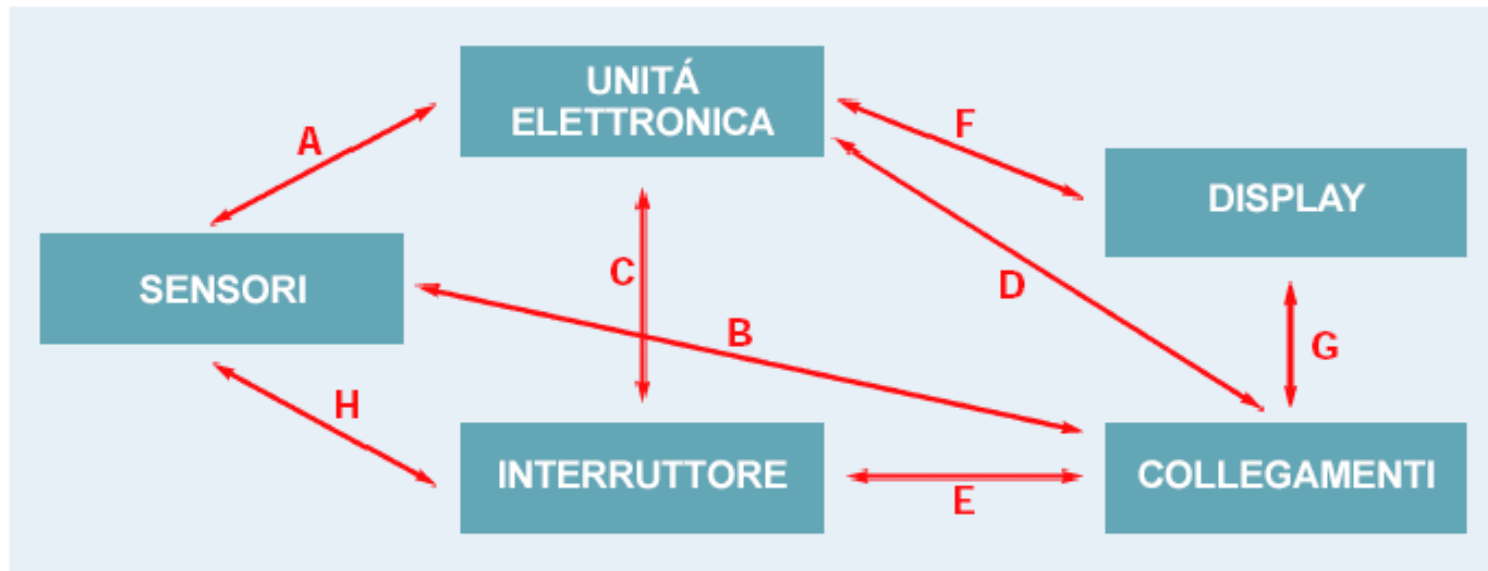 UNITÁ
ELETTRONICA
F
A
DISPLAY
C
D
SENSORI
B
G
H
INTERRUTTORE
COLLEGAMENTI
E